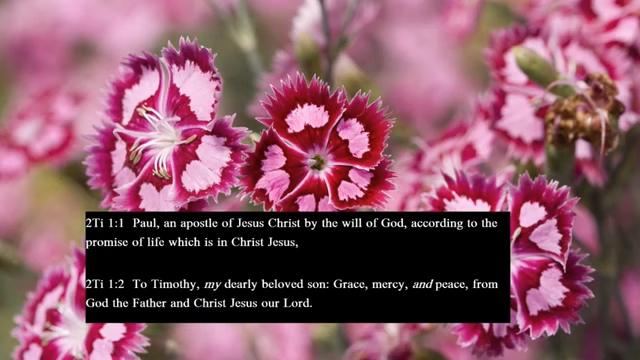 2Ti 1:1 Paul, an apostle of Jesus Christ by the will of God, according to the
promise of life which is in Christ Jesus,
2Ti 1:2 To Timothy, my dearly beloved son: Grace, mercy, and peace, from
God the Father and Christ Jesus our Lord.